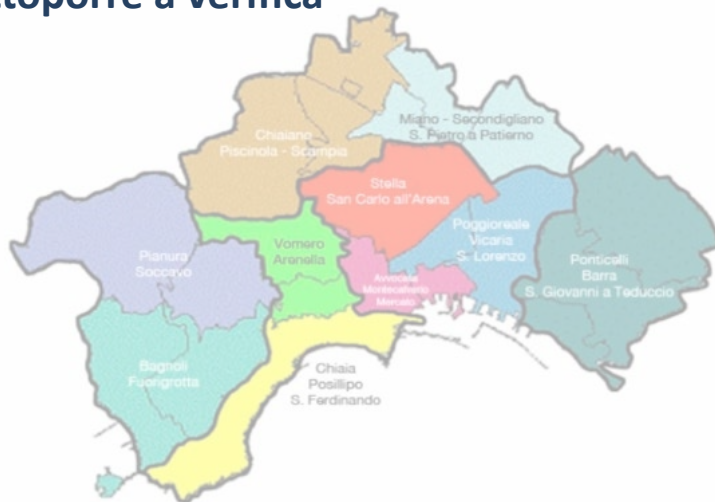 toporre a verifica
Chiaiano
Piscinola - Scampia
Miano - Secondigliano
S. Pietro a Patierno
Stella
San Carlo all'Arena
Poggioreale
Vicaria
S. Lorenzo
Pianura
Soccavo
Vomero
Arenella
Avvocata
Montecalvario
Mercato
Ponticelli
Barra
S. Giovanni a Teduccio
Bagnoli
Fuorigrotta
Chiaia
Posillipo
S. Ferdinando